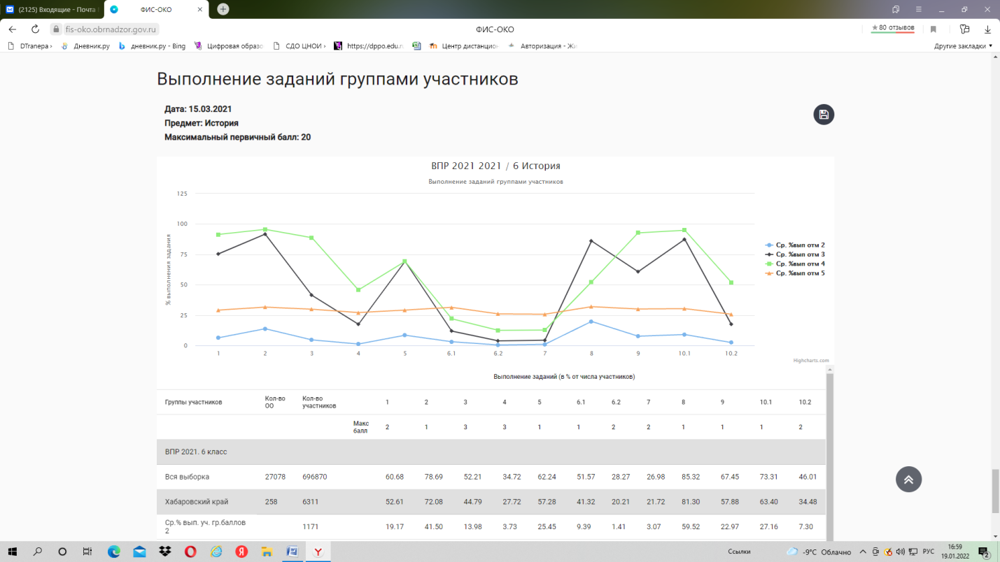 (2125) Входящие - Почта
ФИС-ОКО
fis-oko.obrnadzor.gov.ru
ФИС-ОКО
★ 80 отзывов
DTranepa ›
Дневник.ру
дневник.ру - Bing
Цифровая образо
СДО ЦНОИ ›
https://dppo.edu.ru
Центр дистанцион
Авторизация - Жи
Другие закладки ▾
Выполнение заданий группами участников
Дата: 15.03.2021
Предмет: История
Максимальный первичный балл: 20
ВПР 2021 2021 / 6 История
Выполнение заданий группами участников
% выполнения задания
125
100
75
50
25
0
1 2 3 4 5 6.1 6.2 7 8 9 10.1 10.2
Ср. %вып отм 2
Ср. %вып отм 3
Ср. %вып отм 4
Ср. %вып отм 5
Highcharts.com
Выполнение заданий (в % от числа участников)
Группы участников Кол-во ОО Кол-во участников 1 2 3 4 5 6.1 6.2 7 8 9 10.1 10.2
Макс балл 2 1 3 3 1 1 2 2 1 1 1 2
ВПР 2021. 6 класс
Вся выборка 27078 696870 60.68 78.69 52.21 34.72 62.24 51.57 28.27 26.98 85.32 67.45 73.31 46.01
Хабаровский край 258 6311 52.61 72.08 44.79 27.72 57.28 41.32 20.21 21.72 81.30 57.88 63.40 34.48
Ср.% вып. уч. гр.баллов 2 1171 19.17 41.50 13.98 3.73 25.45 9.39 1.41 3.07 59.52 22.97 27.16 7.30
Ссылки
-9°C Облачно
РУС
16:59
19.01.2022
2